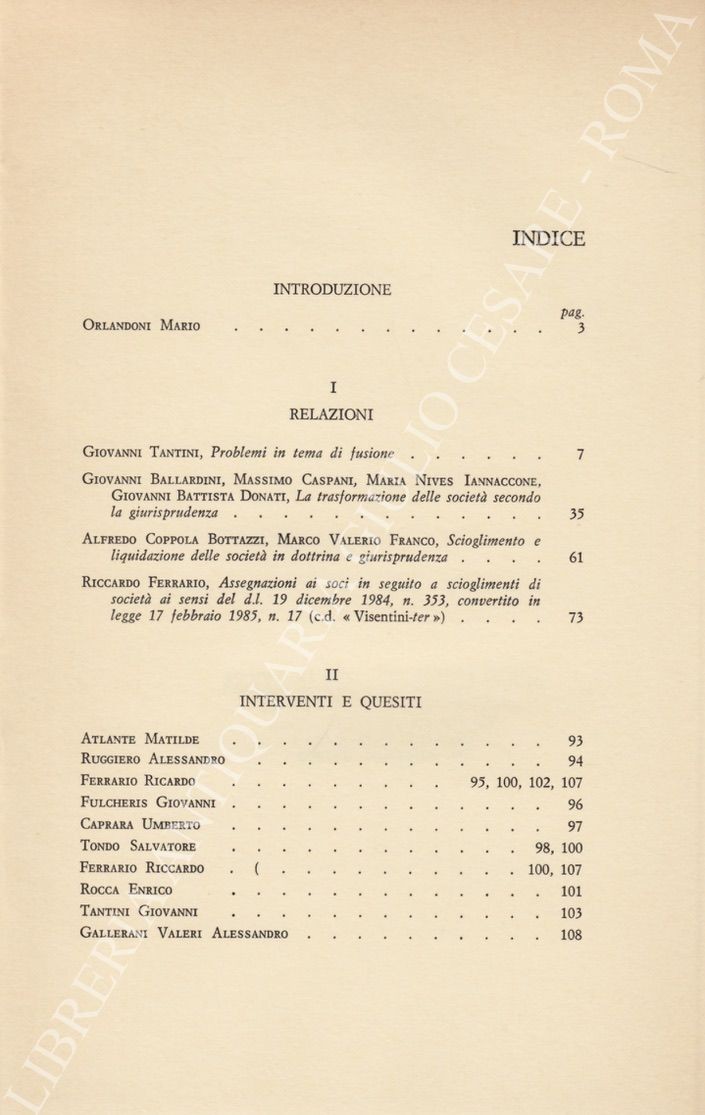 INDICE
INTRODUZIONE
pag.
ORLANDONI MARIO . . . . . . . . . . . . . 3
I
RELAZIONI
GIOVANNI TANTINI, Problemi in tema di fusione . . . . . . 7
GIOVANNI BALLARDINI, MASSIMO CASPANI, MARIA NIVES IANNACCONE,
GIOVANNI BATTISTA DONATI, La trasformazione delle società secondo
la giurisprudenza . . . . . . . . . . . . . 35
ALFREDO COPPOLA BOTTAZZI, MARCO VALERIO FRANCO, Scioglimento e
liquidazione delle società in dottrina e giurisprudenza . . . . 61
RICCARDO FERRARIO, Assegnazioni ai soci in seguito a scioglimenti di
società ai sensi del d.l. 19 dicembre 1984, n. 353, convertito in
legge 17 febbraio 1985, n. 17 (c.d. « Visentini-ter ») . . . . 73
II
INTERVENTI E QUESITI
ATLANTE MATILDE . . . . . . . . . . . . . 93
RUGGIERO ALESSANDRO . . . . . . . . . . . . 94
FERRARIO RICARDO . . . . . . . . . 95, 100, 102, 107
FULCHERIS GIOVANNI . . . . . . . . . . . . . 96
CAPRARA UMBERTO . . . . . . . . . . . . . 97
TONDO SALVATORE . . . . . . . . . . . . 98, 100
FERRARIO RICCARDO . ( . . . . . . . . . . 100, 107
ROCCA ENRICO . . . . . . . . . . . . . 101
TANTINI GIOVANNI . . . . . . . . . . . . . 103
GALLERANI VALERI ALESSANDRO . . . . . . . . . . 108
LIBRERIA ANTIQUARIA GIULIO CESARE - ROMA